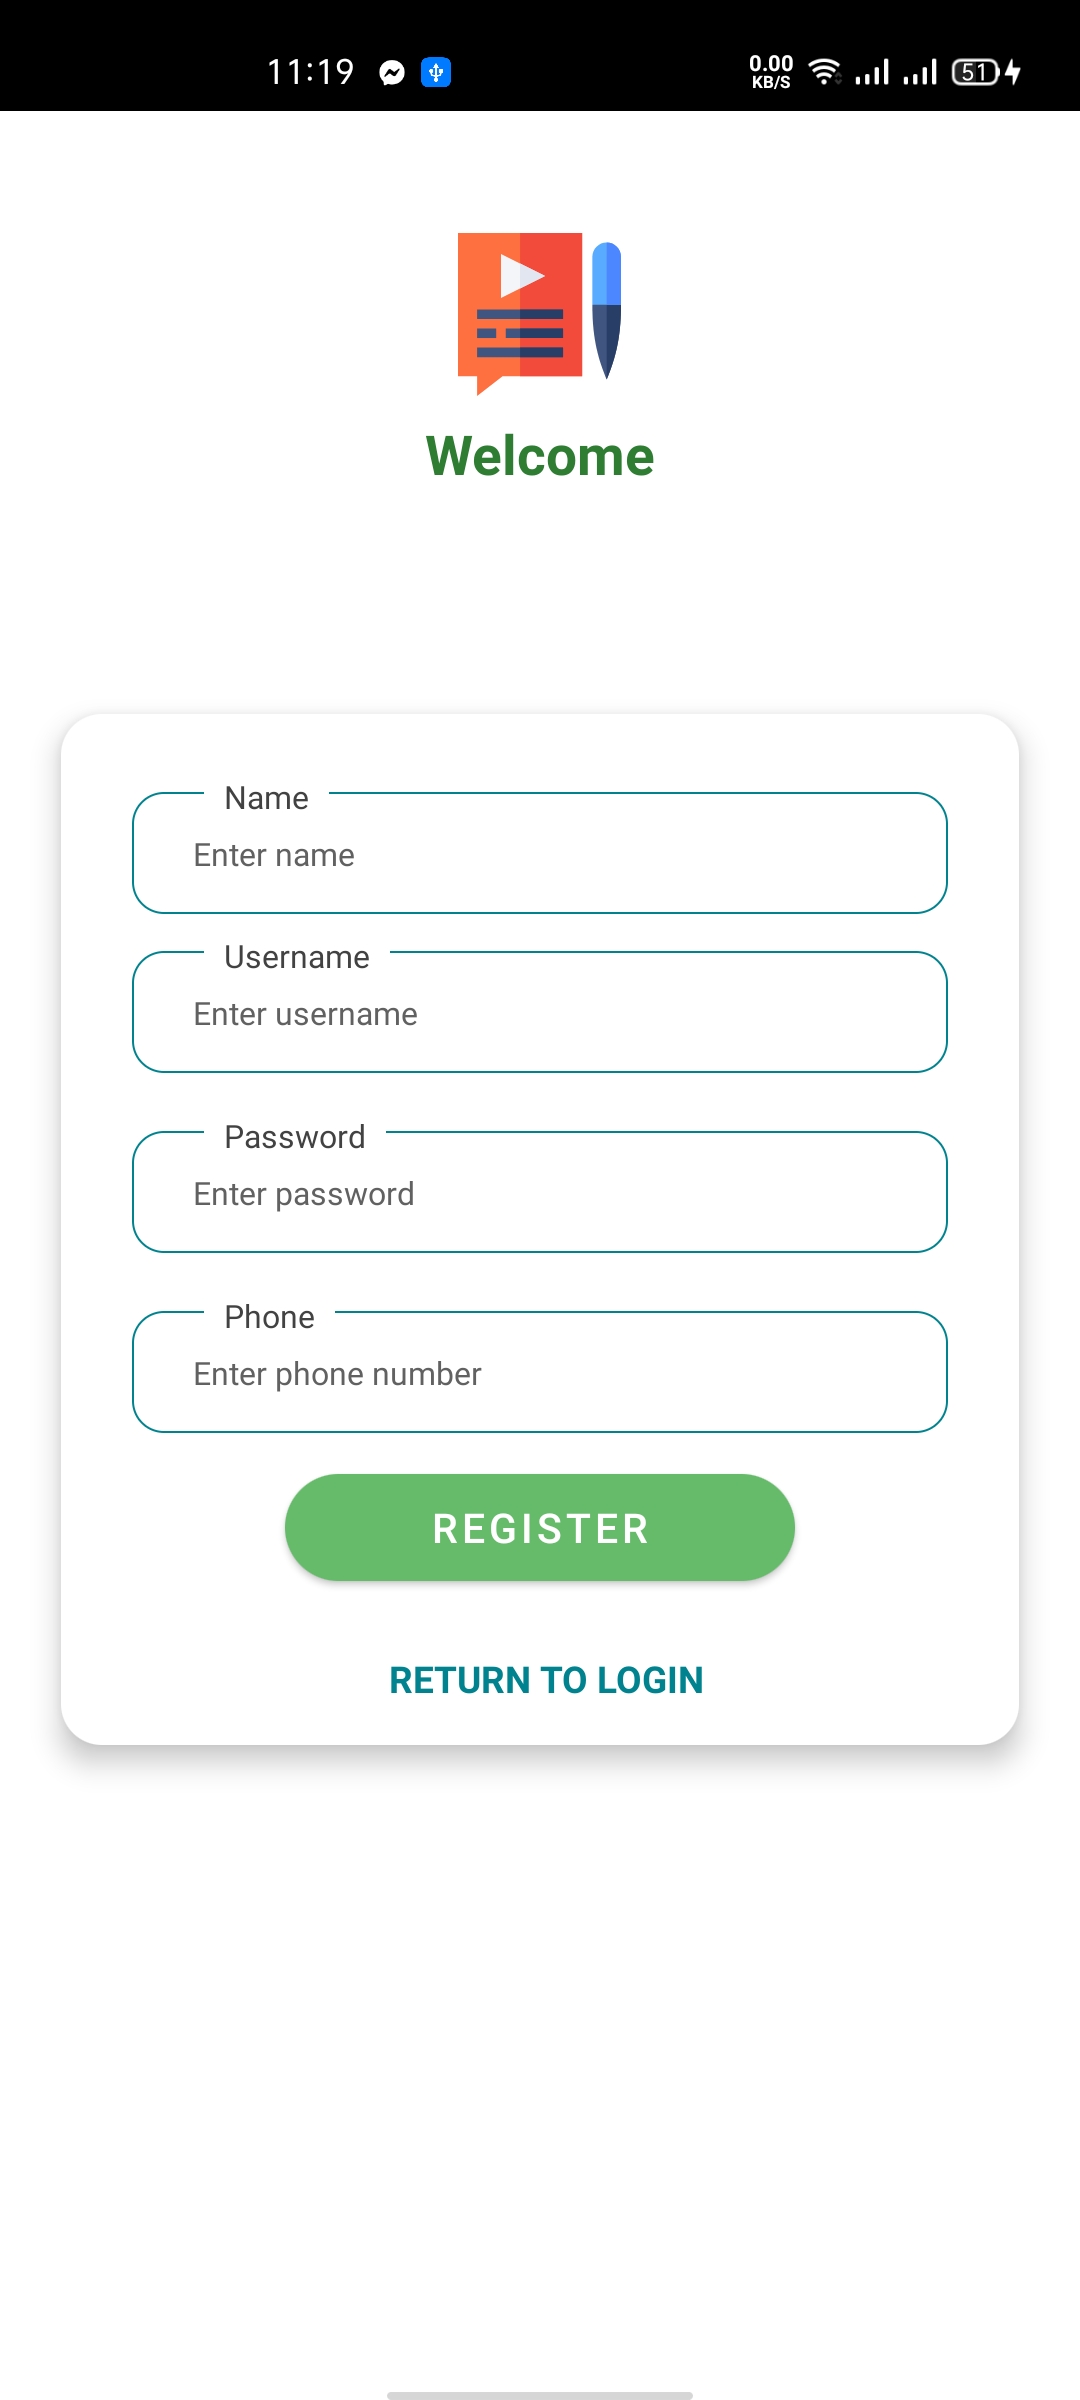 11:19
0.00
KB/S
51
Welcome
Name
Enter name
Username
Enter username
Password
Enter password
Phone
Enter phone number
REGISTER
RETURN TO LOGIN